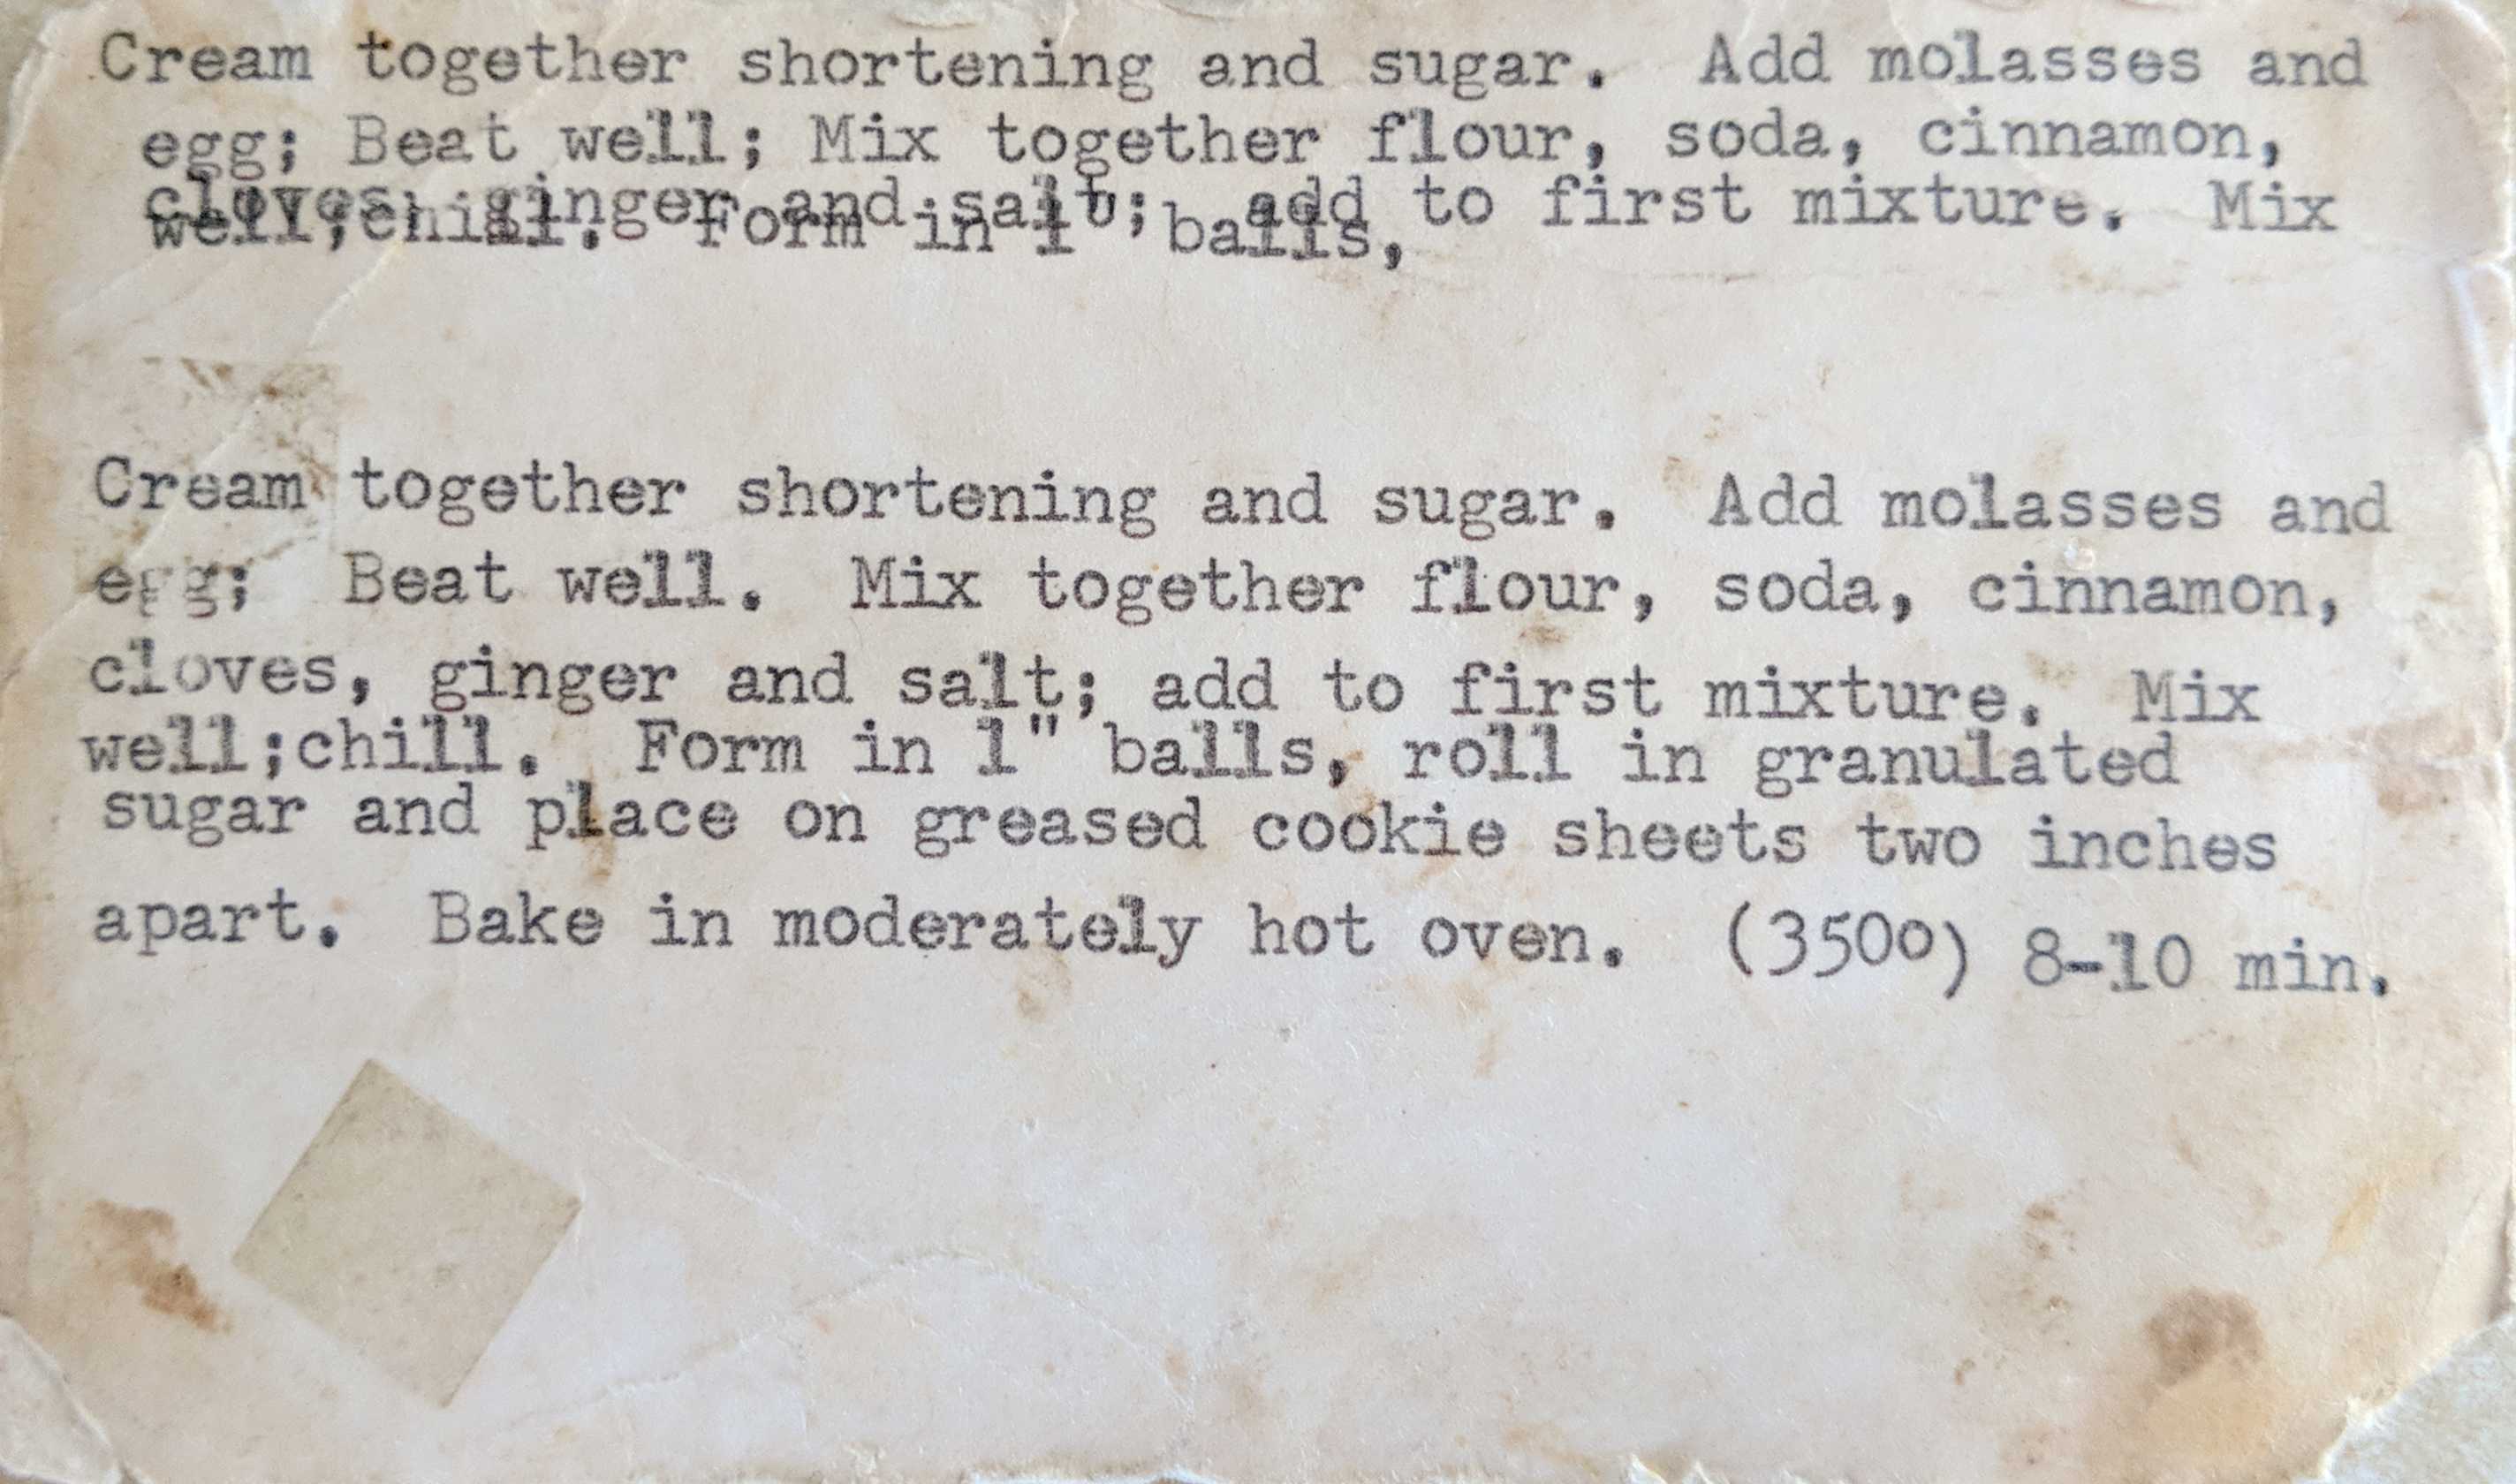 Cream together shortening and sugar.  Add molasses and
egg; Beat well; Mix together flour, soda, cinnamon,
cloves, ginger and salt;  add to first mixture.  Mix
well;chill.  Form in 1" balls,
Cream together shortening and sugar.  Add molasses and
egg;  Beat well.  Mix together flour, soda, cinnamon,
cloves, ginger and salt; add to first mixture.  Mix
well;chill.  Form in 1" balls, roll in granulated
sugar and place on greased cookie sheets two inches
apart.  Bake in moderately hot oven.  (350o) 8-10 min.